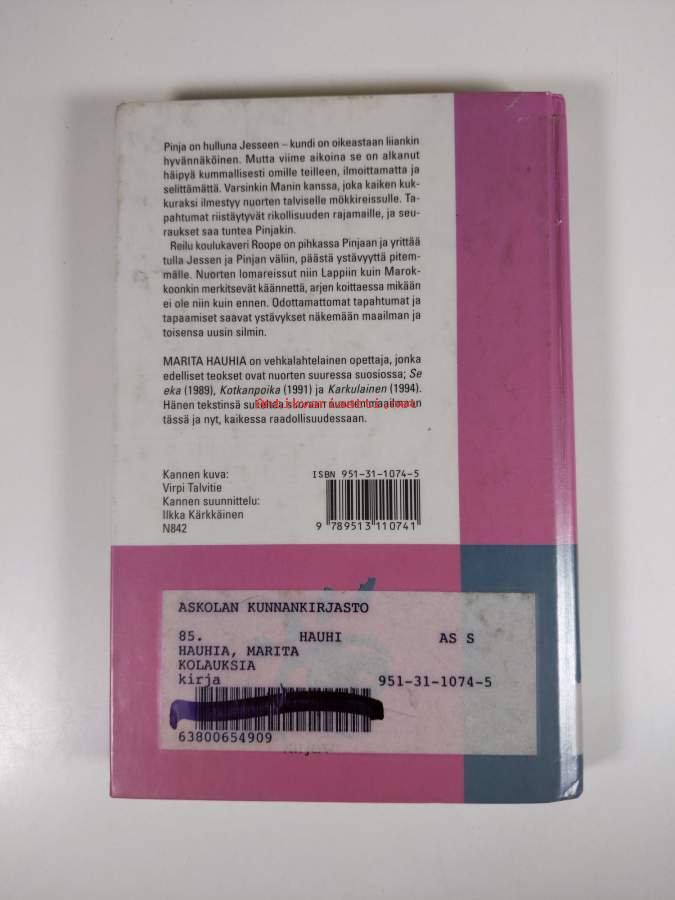 Pinja on hulluna Jesseen – kundi on oikeastaan liiankin
hyvännäköinen. Mutta viime aikoina se on alkanut
häipyä kummallisesti omille teilleen, ilmoittamatta ja
selittämättä. Varsinkin Manin kanssa, joka kaiken kuk-
kuraksi ilmestyy nuorten talviselle mökkireissulle. Ta-
pahtumat riistäytyvät rikollisuuden rajamaille, ja seu-
raukset saa tuntea Pinjakin.
Reilu koulukaveri Roope on pihkassa Pinjaan ja yrittää
tulla Jessen ja Pinjan väliin, päästä ystävyyttä pitem-
mälle. Nuorten lomareissut niin Lappiin kuin Marok-
koonkin merkitsevät käännettä, arjen koittaessa mikään
ei ole niin kuin ennen. Odottamattomat tapahtumat ja
tapaamiset saavat ystävykset näkemään maailman ja
toisensa uusin silmin.
MARITA HAUHIA on vehkalahtelainen opettaja, jonka
edelliset teokset ovat nuorten suuressa suosiossa; Se
eka (1989), Kotkanpoika (1991) ja Karkulainen (1994).
Hänen tekstinsä sukeltaa suoraan nuorten maailmaan
tässä ja nyt, kaikessa raadollisuudessaan.
Kannen kuva:
Virpi Talvitie
Kannen suunnittelu:
Ilkka Kärkkäinen
N842
ISBN 951-31-1074-5
9 789513 110741
ASKOLAN KUNNANKIRJASTO
85. HAUHI AS S
HAUHIA, MARITA
KOLAUKSIA
kirja 951-31-1074-5
63800654909